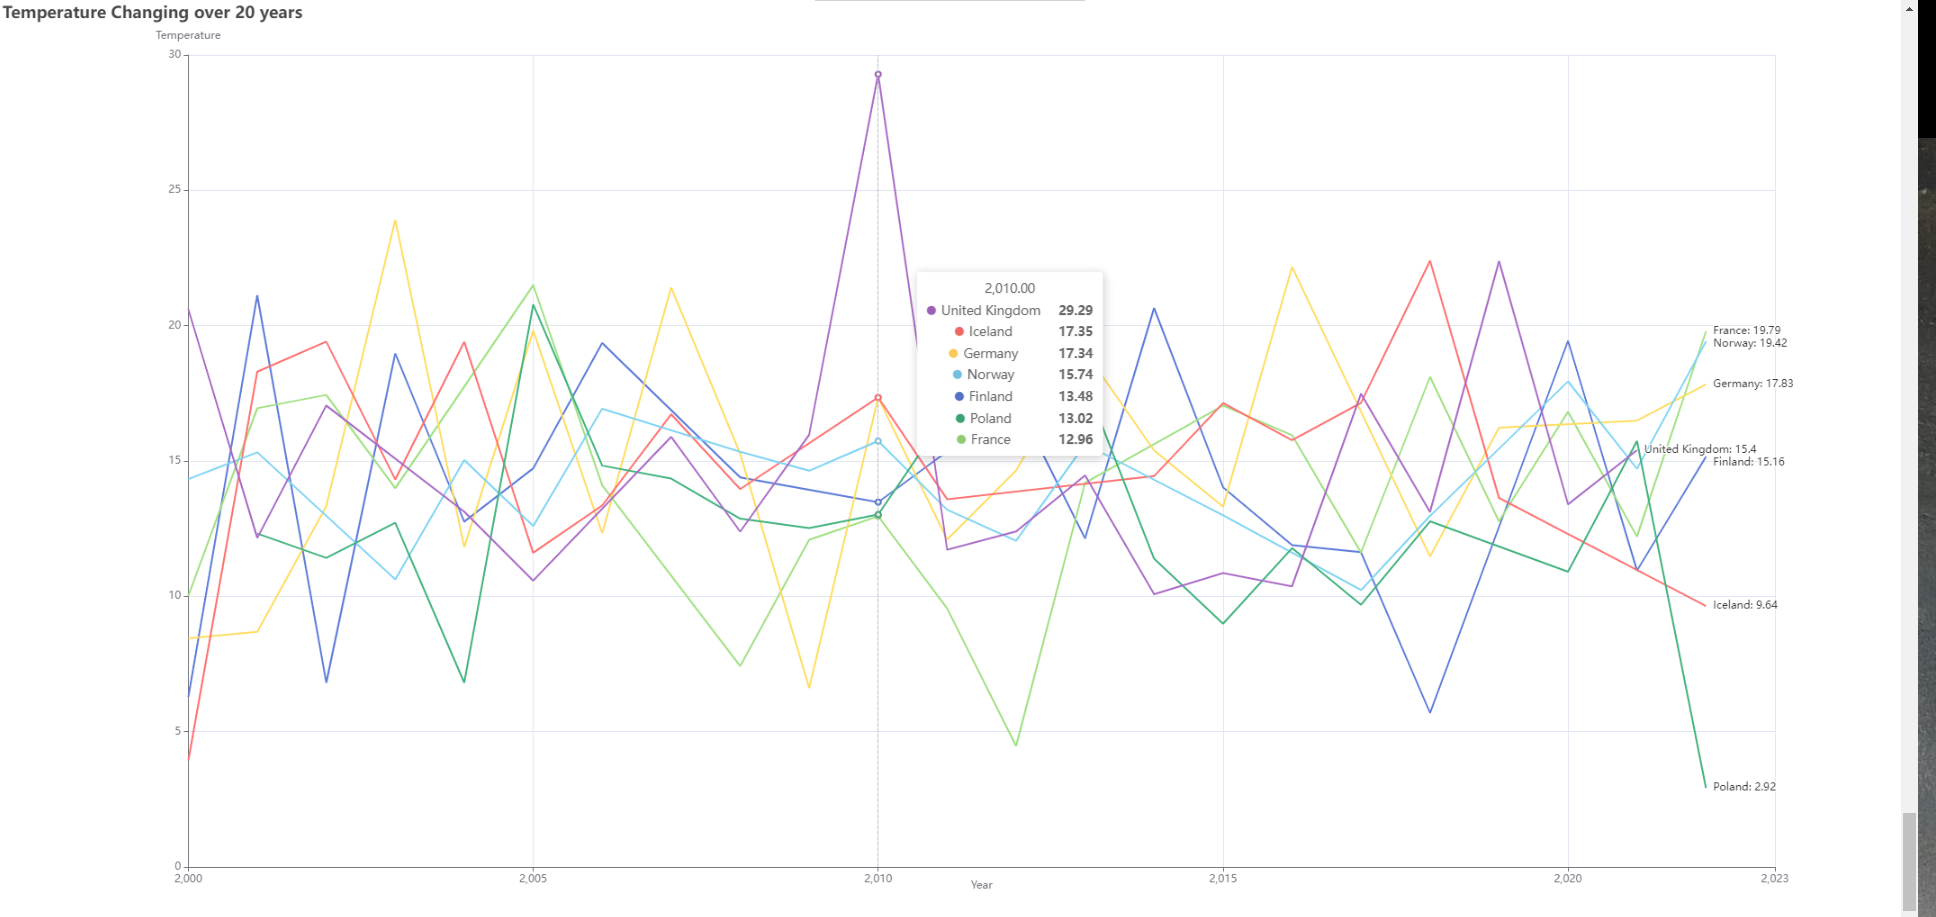 Temperature Changing over 20 years
Temperature
30
25
20
15
10
5
0
2,010.00
United Kingdom 29.29
Iceland 17.35
Germany 17.34
Norway 15.74
Finland 13.48
Poland 13.02
France 12.96
France: 19.79
Norway: 19.42
Germany: 17.83
United Kingdom: 15.4
Finland: 15.16
Iceland: 9.64
Poland: 2.92
2,000 2,005 2,010 2,015 2,020 2,023
Year